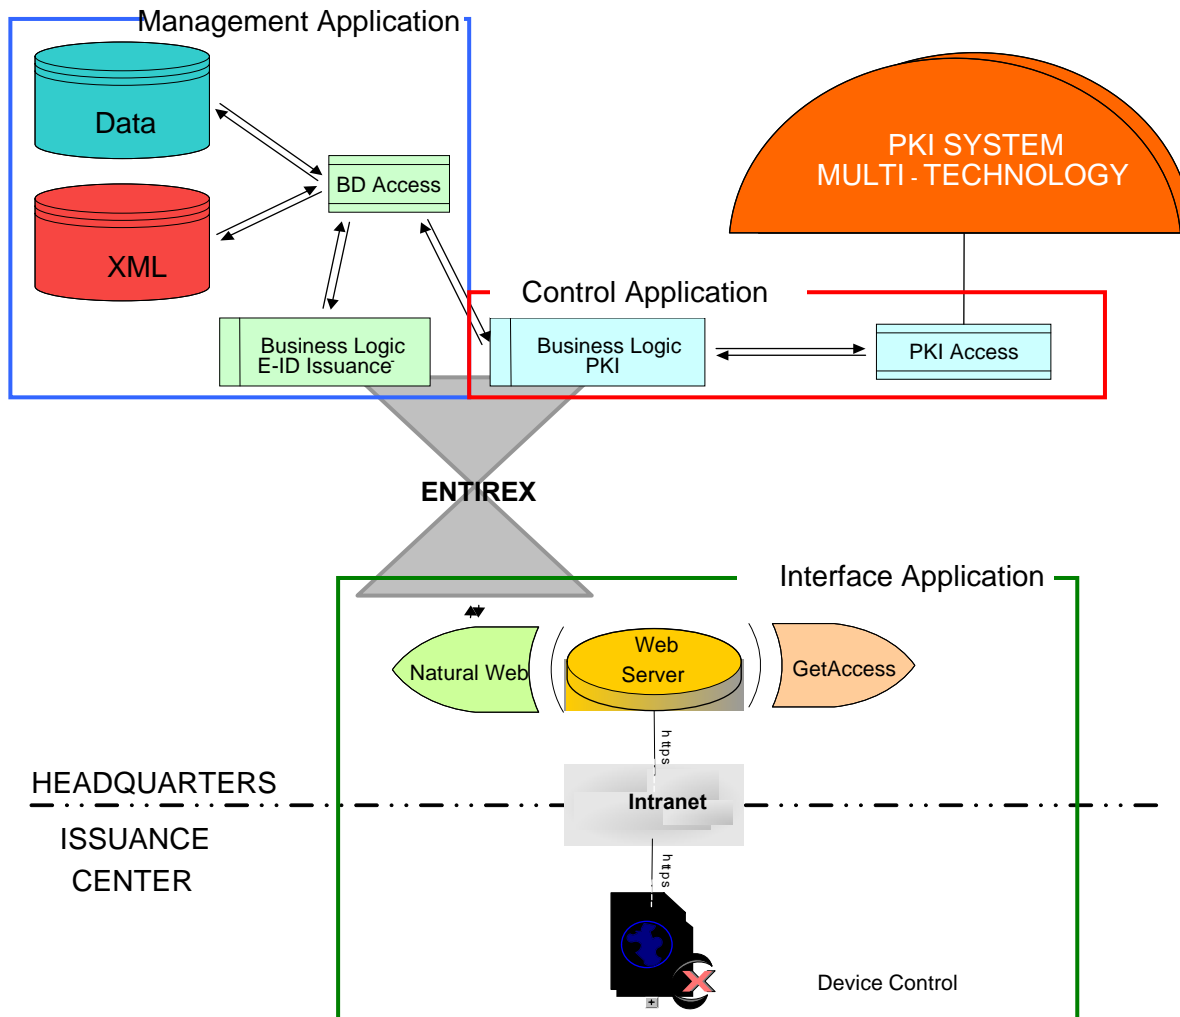 Management Application
Data
XML
BD Access
Business Logic
E-ID Issuance
PKI SYSTEM
MULTI - TECHNOLOGY
Control Application
Business Logic
PKI
PKI Access
ENTIREX
Interface Application
Natural Web
Web
Server
GetAccess
https
HEADQUARTERS
Intranet
ISSUANCE
CENTER
https
Device Control